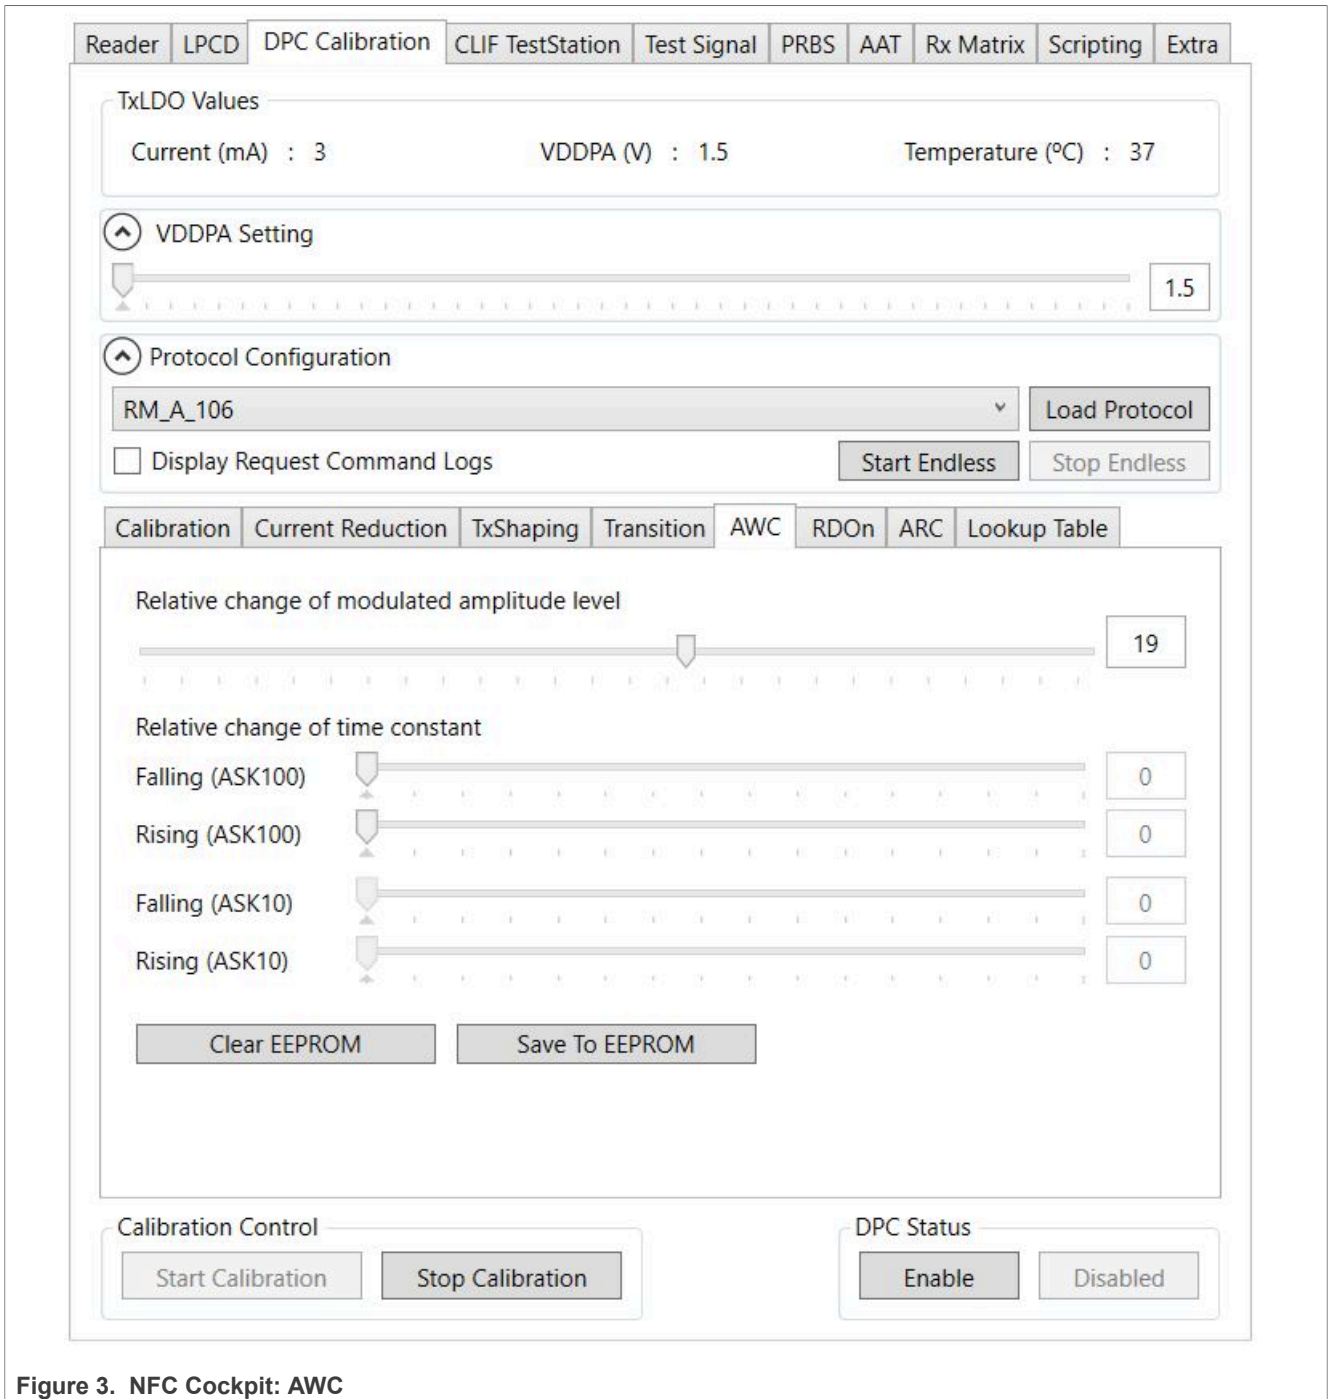 Reader LPCD DPC Calibration CLIF TestStation Test Signal PRBS AAT Rx Matrix Scripting Extra
TxLDO Values
Current (mA) : 3 VDDPA (V) : 1.5 Temperature (ºC) : 37
VDDPA Setting
1.5
Protocol Configuration
RM_A_106 Load Protocol
Display Request Command Logs Start Endless Stop Endless
Calibration Current Reduction TxShaping Transition AWC RDOn ARC Lookup Table
Relative change of modulated amplitude level
19
Relative change of time constant
Falling (ASK100) 0
Rising (ASK100) 0
Falling (ASK10) 0
Rising (ASK10) 0
Clear EEPROM Save To EEPROM
Calibration Control DPC Status
Start Calibration Stop Calibration Enable Disabled
Figure 3. NFC Cockpit: AWC